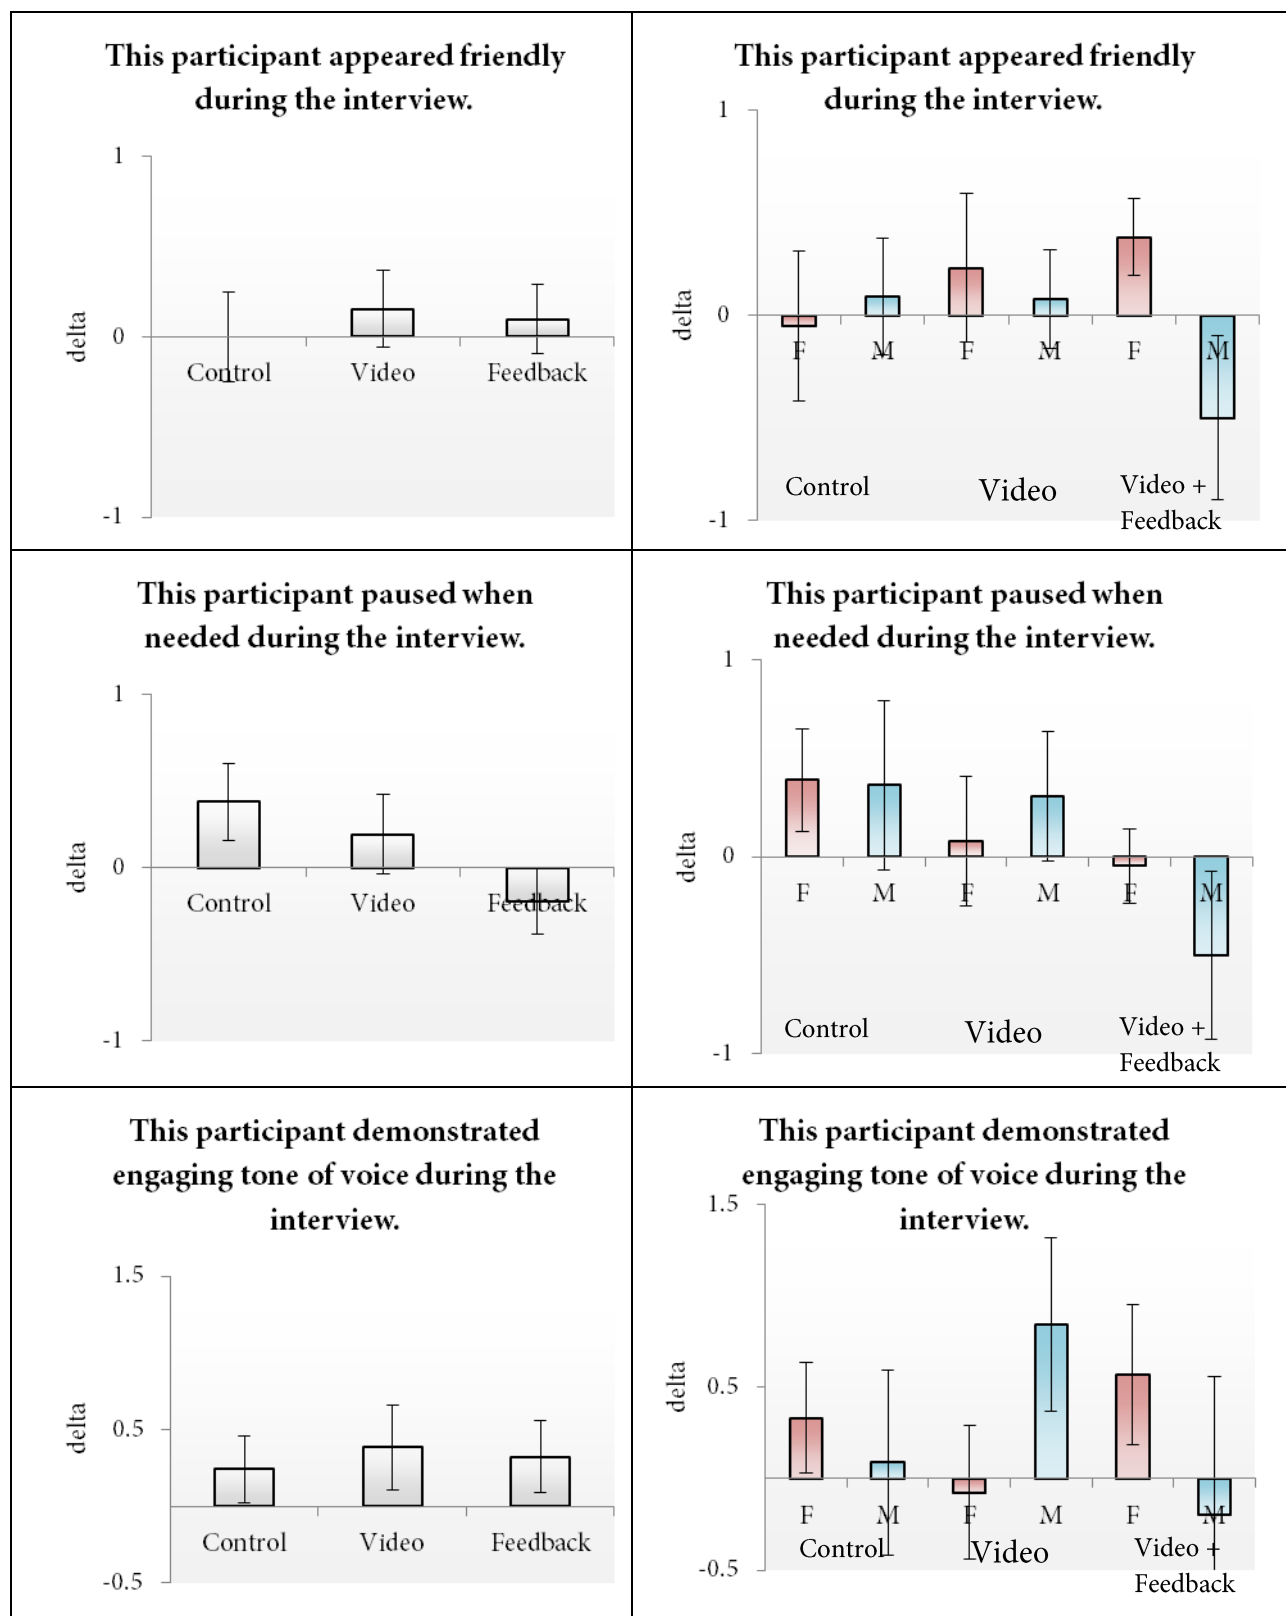 This participant appeared friendly
during the interview.
1
delta
0
Control
Video
Feedback
-1
This participant appeared friendly
during the interview.
1
delta
0
F
M
F
M
F
M
Control
Video
Video +
Feedback
-1
This participant paused when
needed during the interview.
1
delta
0
Control
Video
Feedback
-1
This participant paused when
needed during the interview.
1
delta
0
F
M
F
M
F
M
Control
Video
Video +
Feedback
-1
This participant demonstrated
engaging tone of voice during the
interview.
1.5
delta
0.5
Control
Video
Feedback
-0.5
This participant demonstrated
engaging tone of voice during the
interview.
1.5
delta
0.5
F
M
F
M
F
M
Control
Video
Video +
Feedback
-0.5